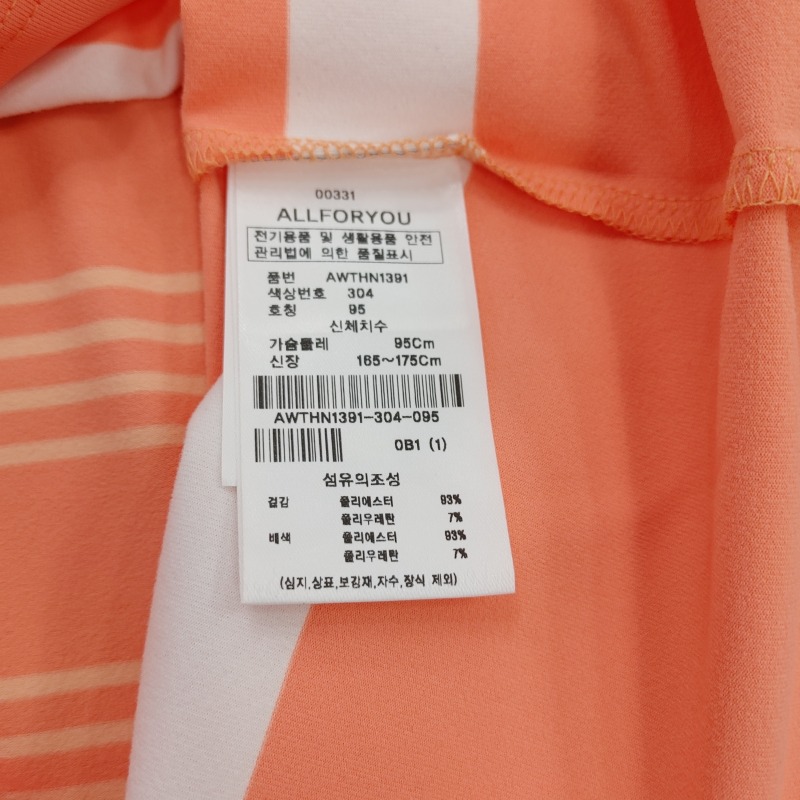 00331
ALLFORYOU
전기용품 및 생활용품 안전
관리법에 의한 품질표시
품번 AWTHN1391
색상번호 304
호칭 95
신체치수
가슴둘레 95Cm
신장 165~175Cm
AWTHN1391-304-095
0B1 (1)
섬유의조성
겉감 폴리에스터 93%
폴리우레탄 7%
배색 폴리에스터 93%
폴리우레탄 7%
(심지,상표,보강재,자수,장식 제외)